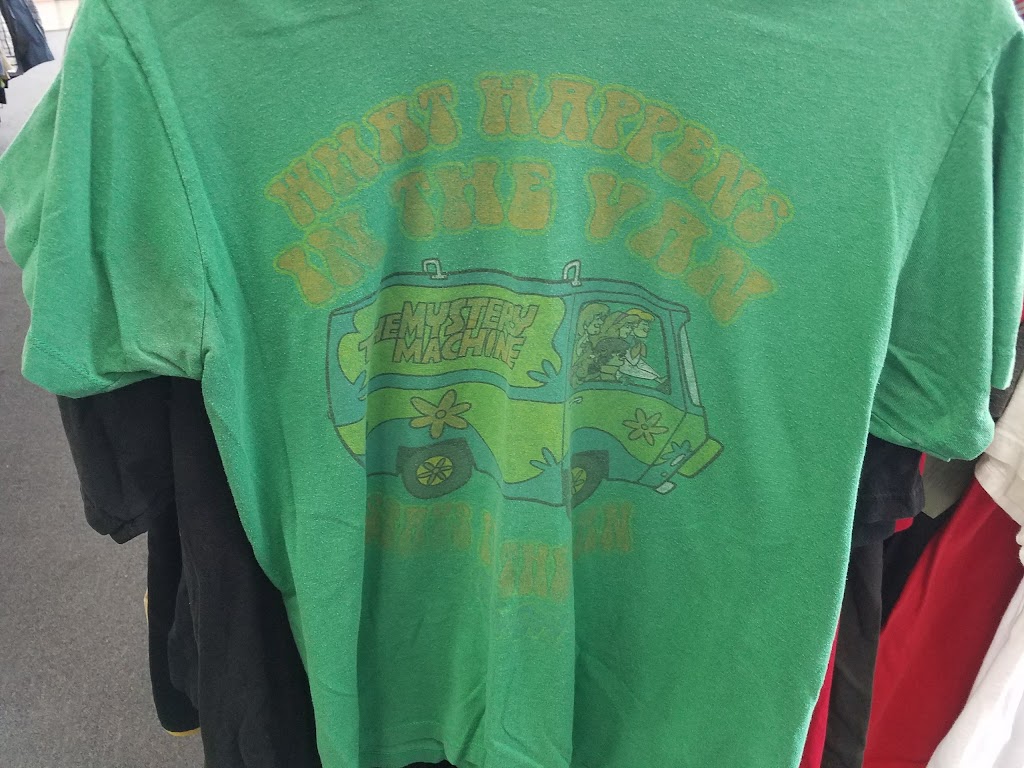 WHAT HAPPENS
IN THE VAN
THE MYSTERY
MACHINE